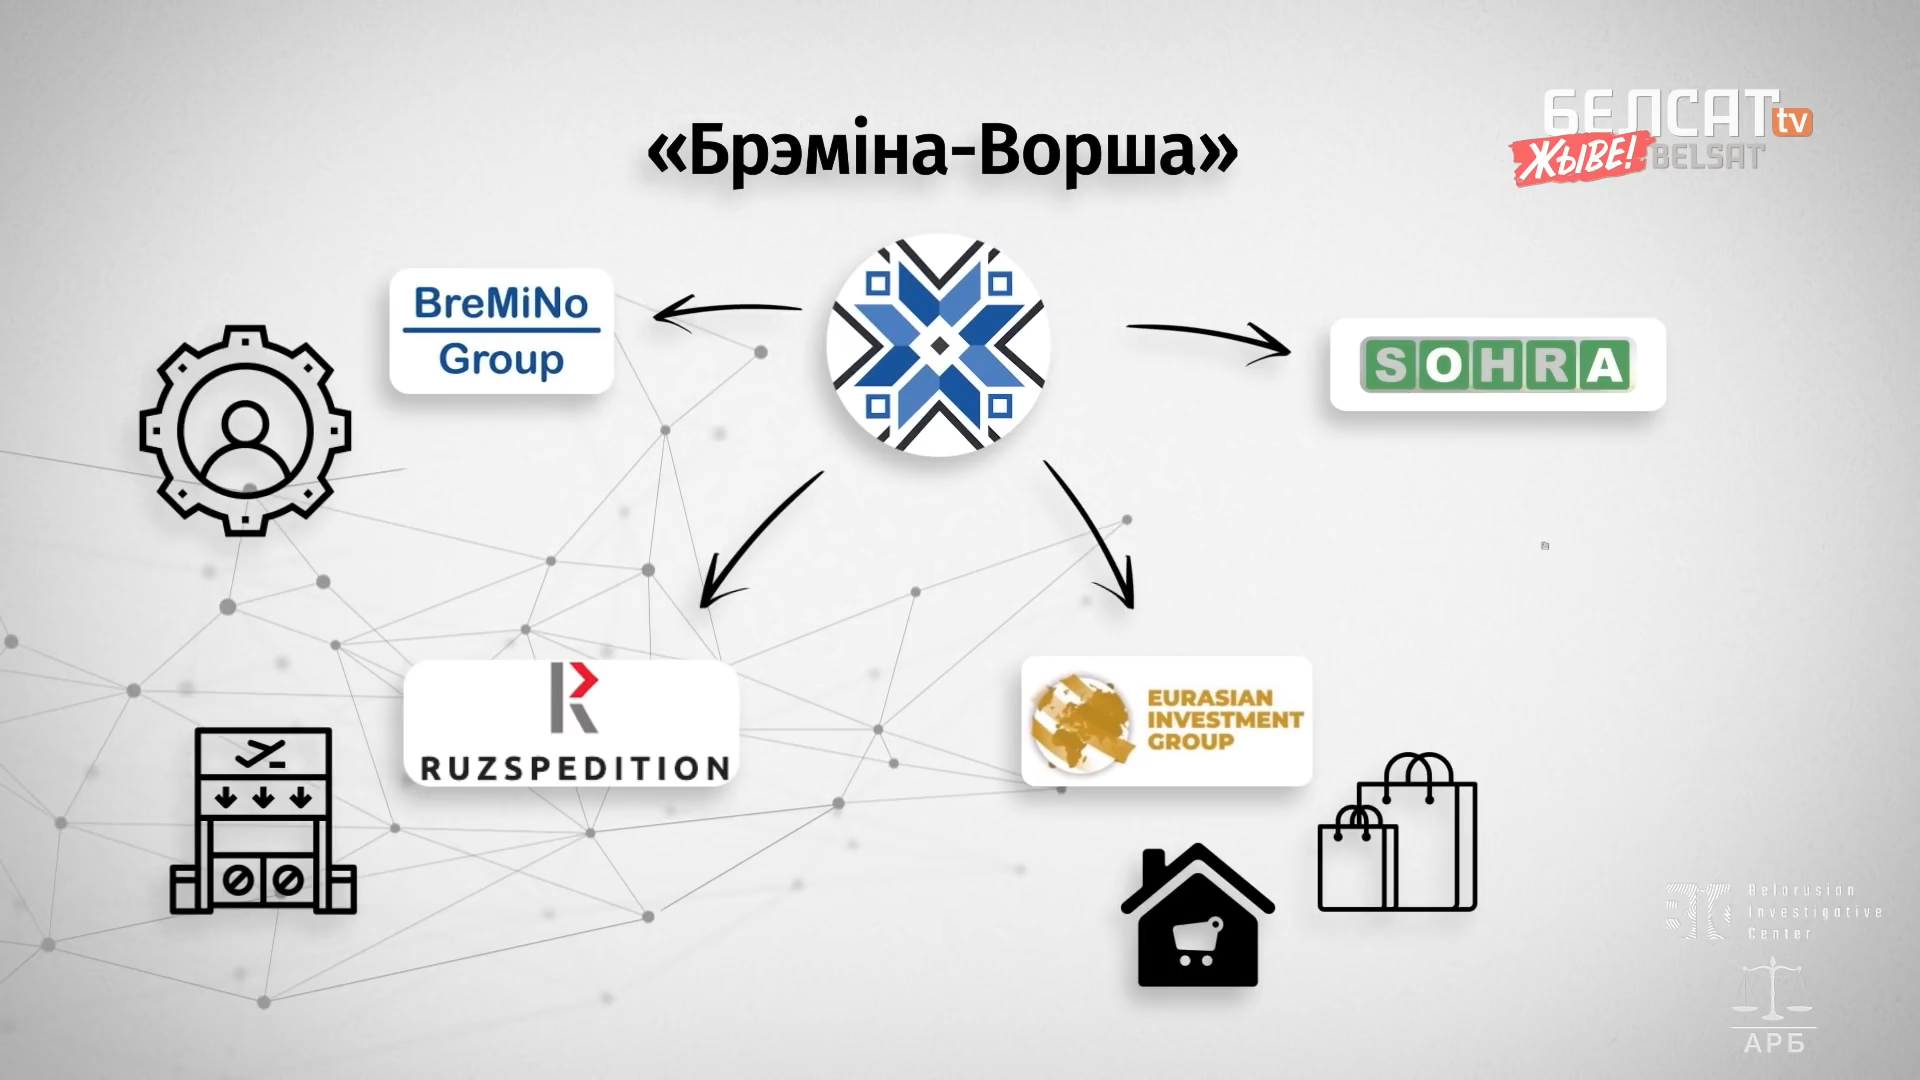 «Брэміна-Ворша»
БЕЛСАТ tv
ЖЫВЕ! BELSAT
BreMiNo
Group
SOHRA
RUZSPEDITION
EURASIAN
INVESTMENT
GROUP
Belorusian
Investigative
Center
АРБ